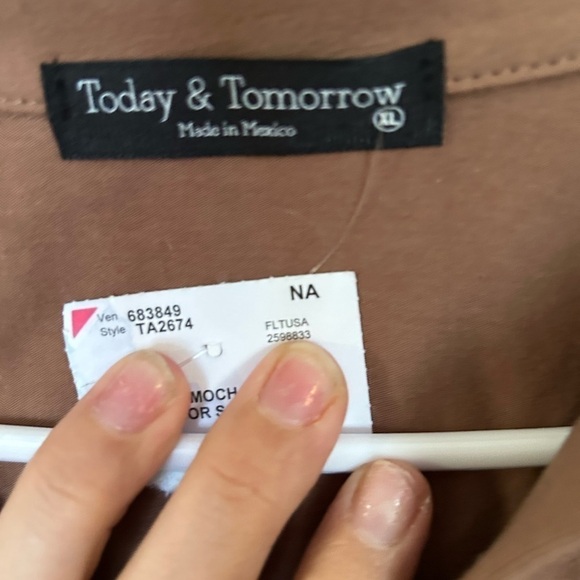 Today & Tomorrow
Made in Mexico
XL
NA
Ven 683849
Style TA2674
FLTUSA
2598833
MOCH
OR S